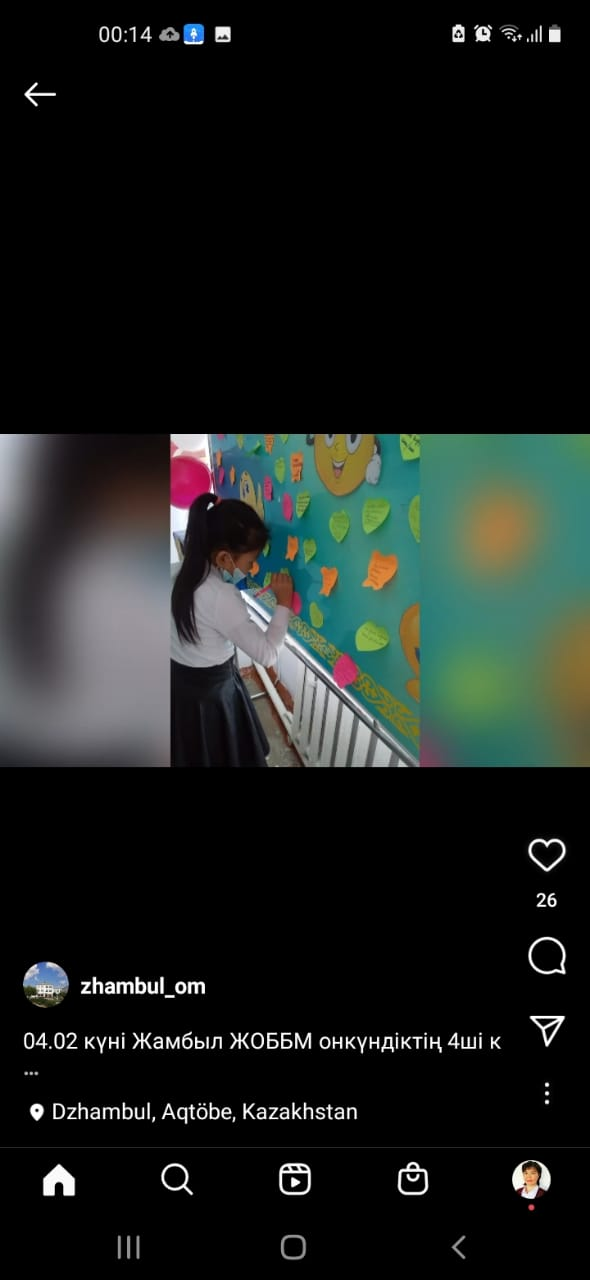 00:14
26
zhambul_om
04.02 күні Жамбыл ЖОББМ онкүндіктің 4ші к
...
Dzhambul, Aqtöbe, Kazakhstan